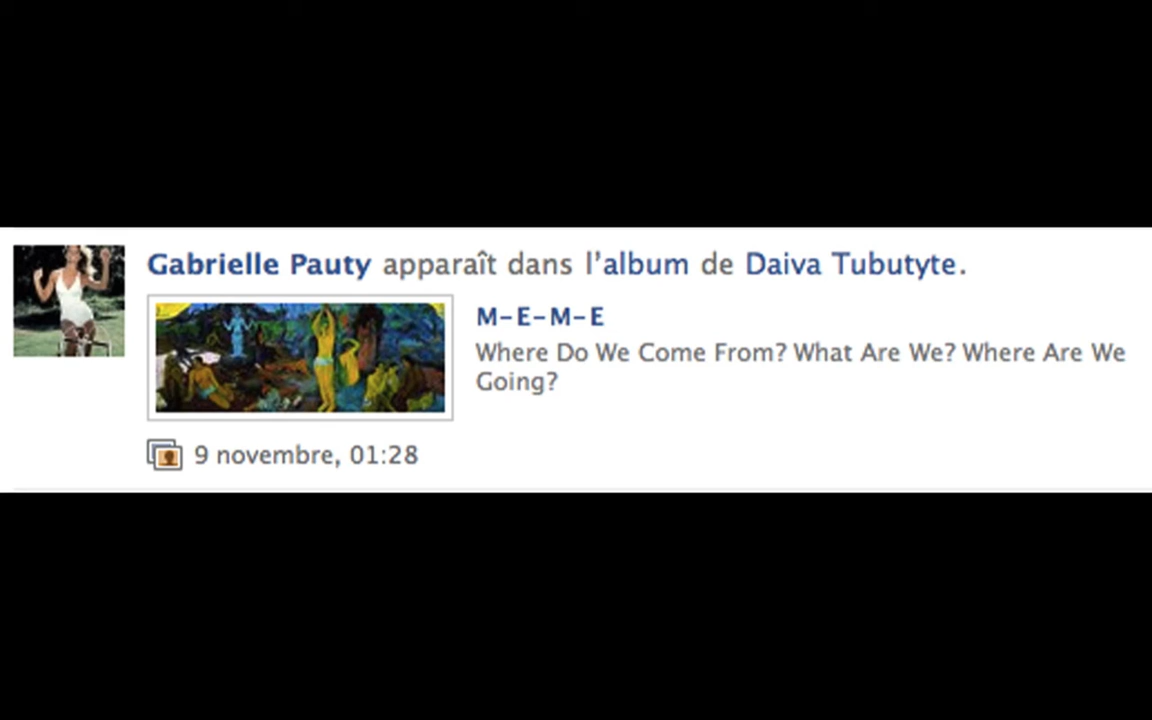 Gabrielle Pauty apparaît dans l’album de Daiva Tubutyte.
M-E-M-E
Where Do We Come From? What Are We? Where Are We
Going?
9 novembre, 01:28